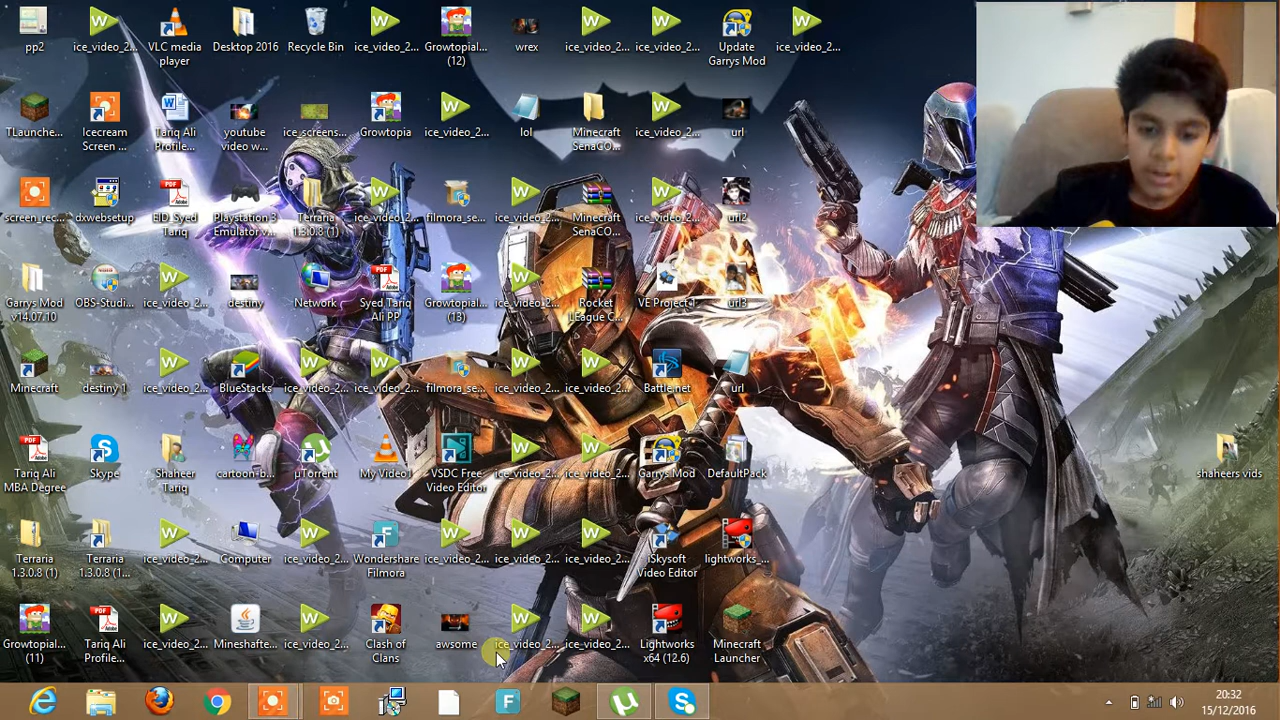 pp2
ice_video_2...
VLC media
player
Desktop 2016
Recycle Bin
ice_video_2...
Growtopial...
(12)
wrex
ice_video_2...
ice_video_2...
Update
Garrys Mod
ice_video_2...
TLaunche...
Icecream
Screen ...
Tariq Ali
Profile...
youtube
video w...
ice_screens...
Growtopia
ice_video_2...
lol
Minecraft
SenaCO...
ice_video_2...
url
screen_rec...
dxwebsetup
EID Syed
Tariq
Playstation 3
Emulator v...
Terraria
1.3.0.8 (1)
ice_video_2...
filmora_se...
ice_video_2...
Minecraft
SenaCO...
ice_video_2...
url2
Garrys Mod
v14.07.10
OBS-Studi...
ice_video_2...
destiny
Network
Syed Tariq
Ali PP
Growtopial...
(13)
ice_video_2...
Rocket
LEague C...
VE Project 1
url3
Minecraft
destiny 1
ice_video_2...
BlueStacks
ice_video_2...
ice_video_2...
filmora_se...
ice_video_2...
ice_video_2...
Battle.net
url
Tariq Ali
MBA Degree
Skype
Shaheer
Tariq
cartoon-b...
µTorrent
My Video1
VSDC Free
Video Editor
ice_video_2...
ice_video_2...
Garrys Mod
DefaultPack
shaheers vids
Terraria
1.3.0.8 (1)
Terraria
1.3.0.8 (1...
ice_video_2...
Computer
ice_video_2...
Wondershare
Filmora
ice_video_2...
ice_video_2...
ice_video_2...
iSkysoft
Video Editor
lightworks_...
Growtopial...
(11)
Tariq Ali
Profile...
ice_video_2...
Mineshafte...
ice_video_2...
Clash of
Clans
awsome
ice_video_2...
ice_video_2...
Lightworks
x64 (12.6)
Minecraft
Launcher
20:32
15/12/2016